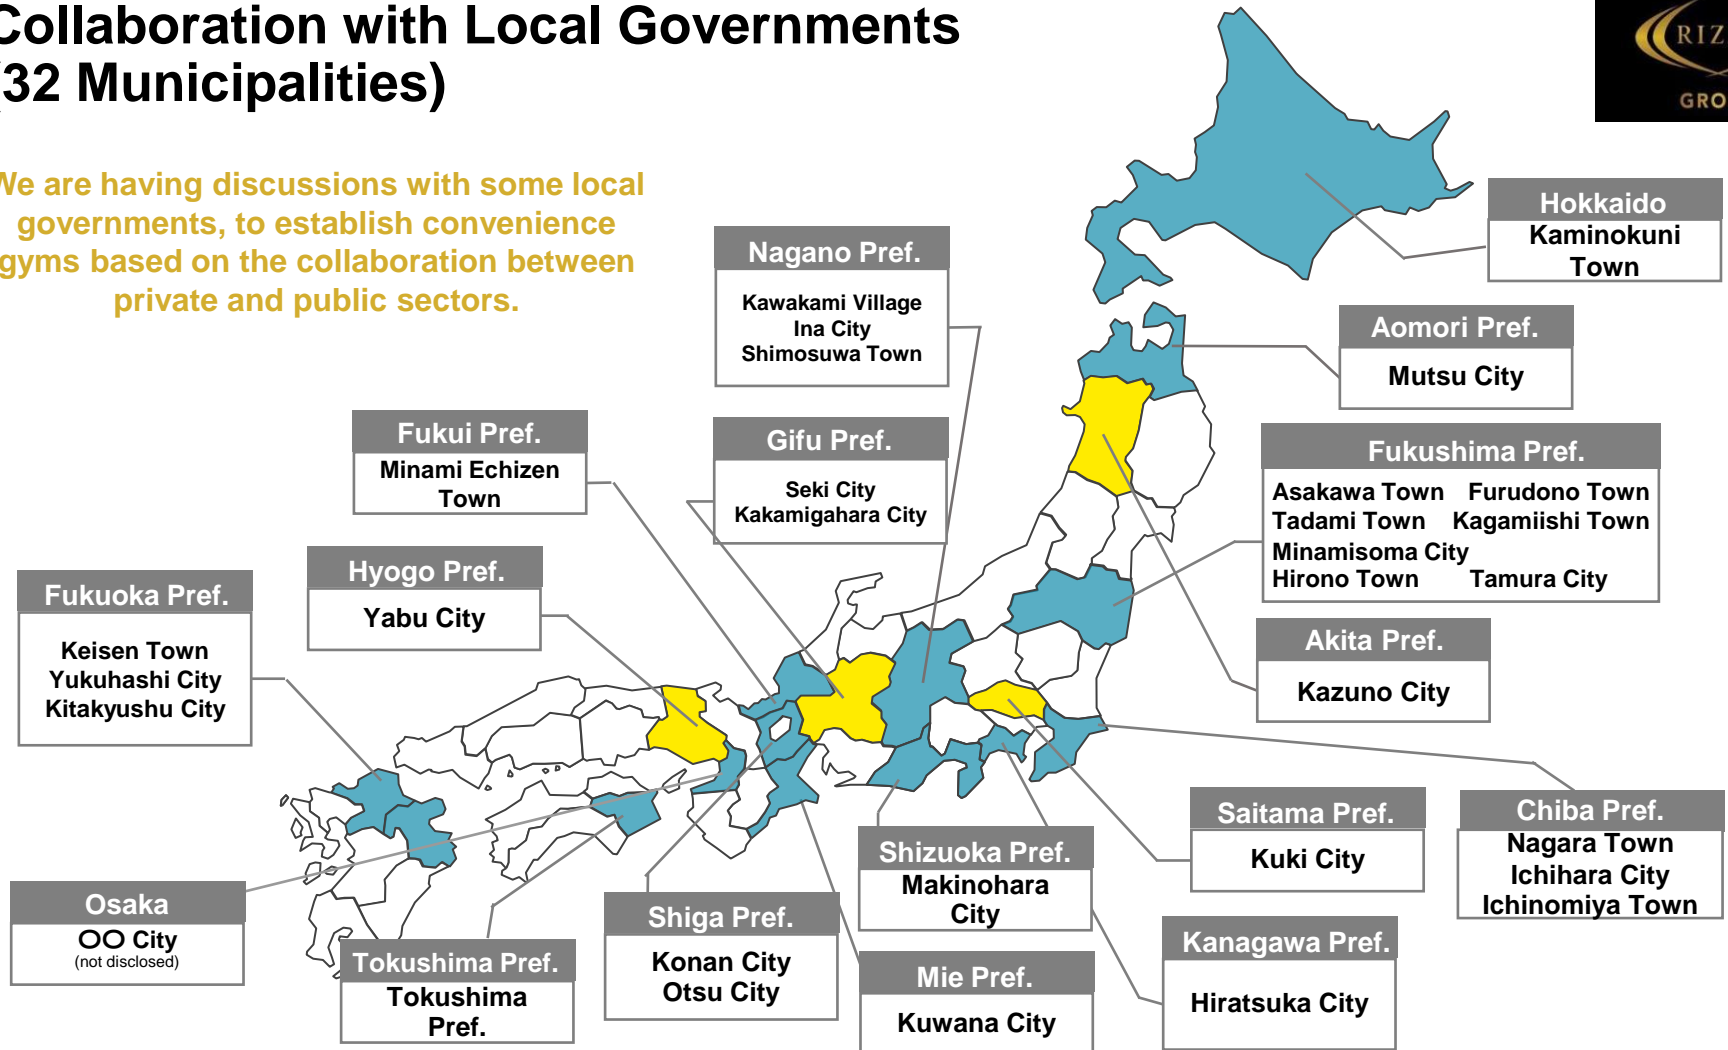 Collaboration with Local Governments
(32 Municipalities)
RIZ
GRO
We are having discussions with some local
governments, to establish convenience
gyms based on the collaboration between
private and public sectors.
Hokkaido
Kaminokuni
Town
Nagano Pref.
Kawakami Village
Ina City
Shimosuwa Town
Aomori Pref.
Mutsu City
Fukui Pref.
Minami Echizen
Town
Gifu Pref.
Seki City
Kakamigahara City
Fukushima Pref.
Asakawa Town Furudono Town
Tadami Town Kagamiishi Town
Minamisoma City
Hirono Town Tamura City
Hyogo Pref.
Yabu City
Fukuoka Pref.
Keisen Town
Yukuhashi City
Kitakyushu City
Akita Pref.
Kazuno City
Saitama Pref.
Kuki City
Chiba Pref.
Nagara Town
Ichihara City
Ichinomiya Town
Shizuoka Pref.
Makinohara
City
Osaka
〇〇 City
(not disclosed)
Tokushima Pref.
Tokushima
Pref.
Shiga Pref.
Konan City
Otsu City
Mie Pref.
Kuwana City
Kanagawa Pref.
Hiratsuka City